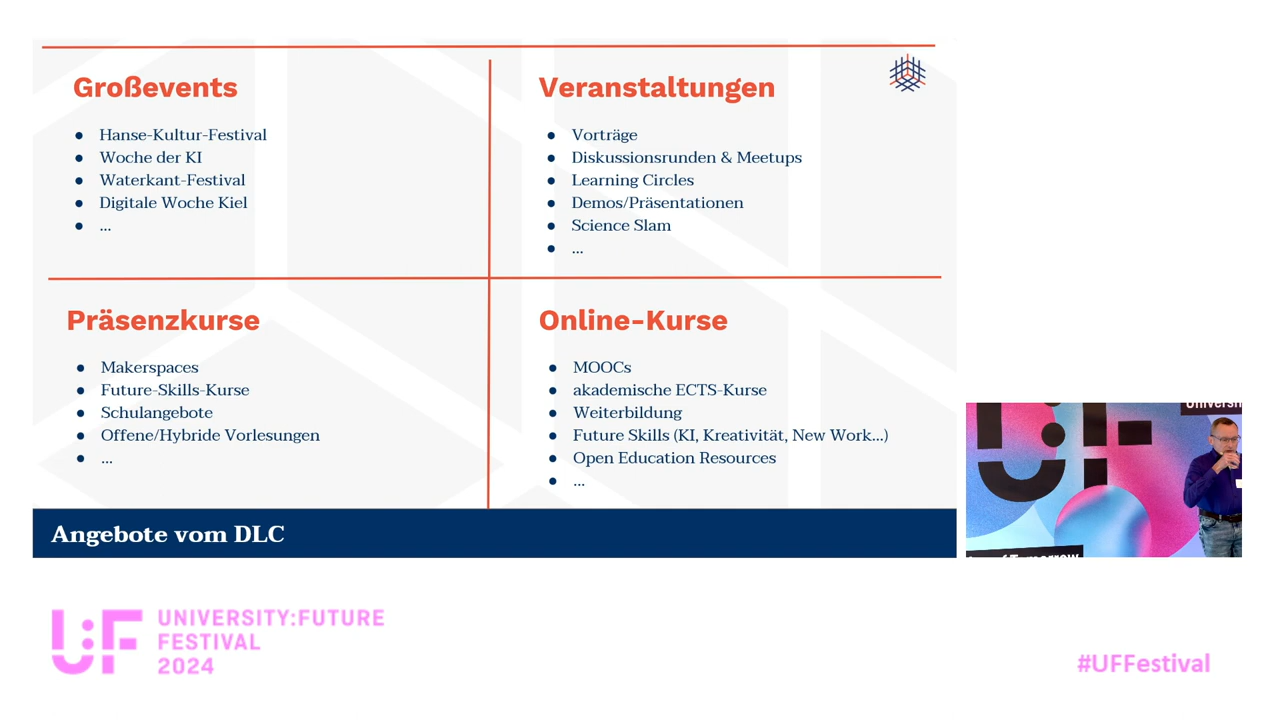 Großevents
● Hanse-Kultur-Festival
● Woche der KI
● Waterkant-Festival
● Digitale Woche Kiel
● ...
Veranstaltungen
● Vorträge
● Diskussionsrunden & Meetups
● Learning Circles
● Demos/Präsentationen
● Science Slam
● ...
Präsenzkurse
● Makerspaces
● Future-Skills-Kurse
● Schulangebote
● Offene/Hybride Vorlesungen
● ...
Online-Kurse
● MOOCs
● akademische ECTS-Kurse
● Weiterbildung
● Future Skills (KI, Kreativität, New Work...)
● Open Education Resources
● ...
Angebote vom DLC
U:F
of Tomorrow
U:F
UNIVERSITY:FUTURE
FESTIVAL
2024
#UFFestival